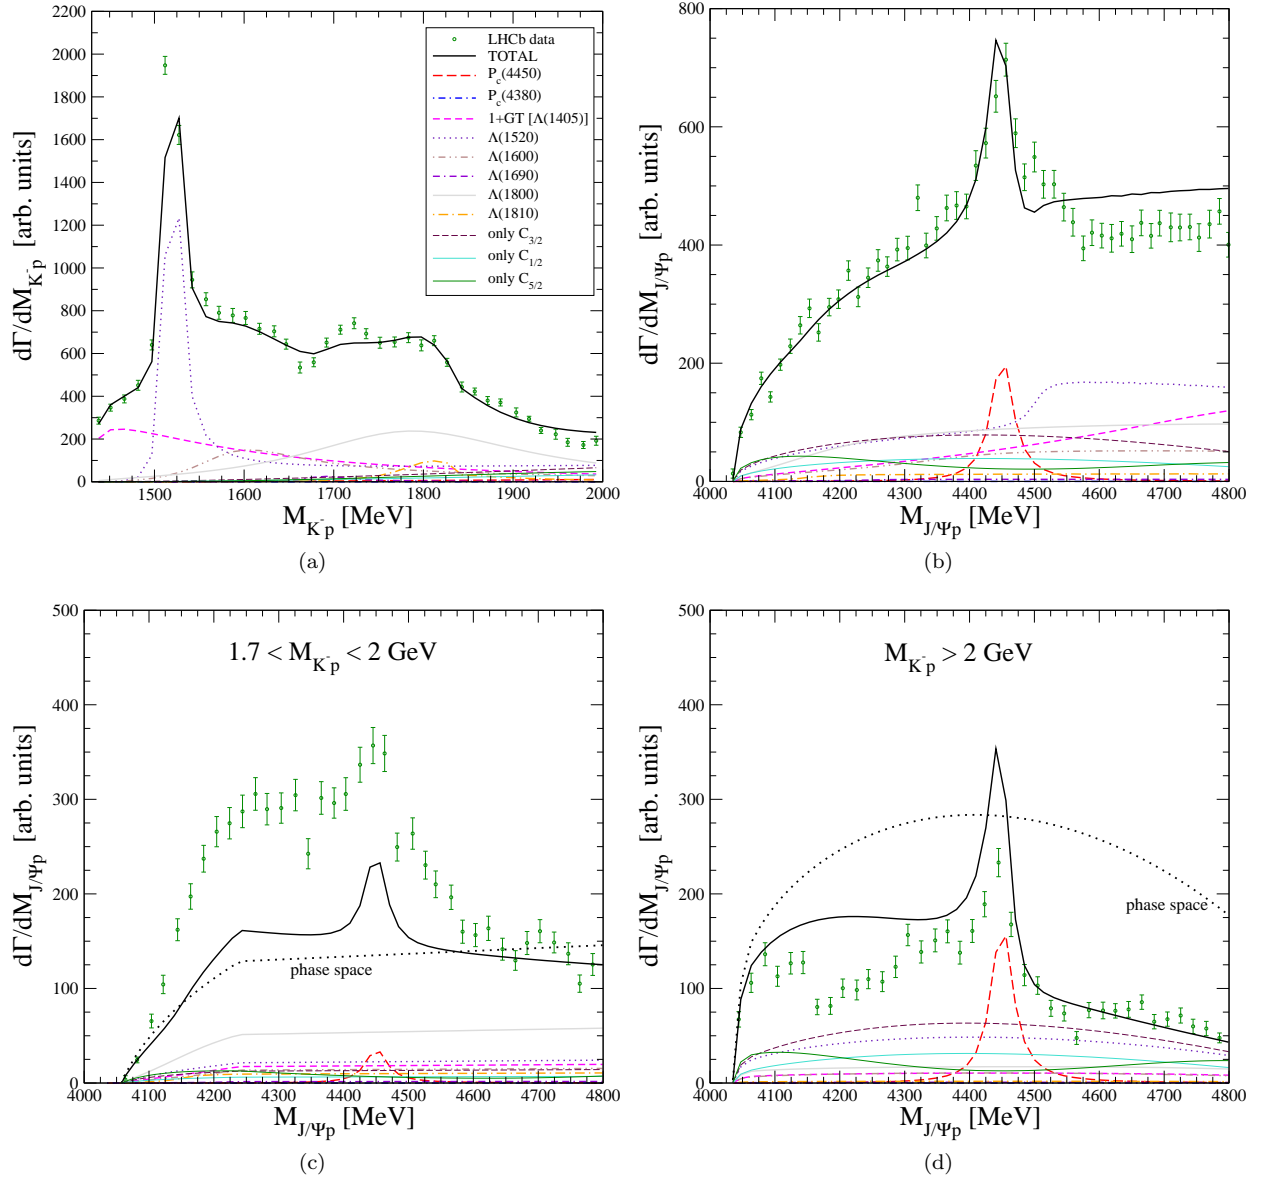 2200
2000
1800
1600
1400
1200
1000
800
600
400
200
0
dΓ/dM_{K⁻p} [arb. units]
LHCb data
TOTAL
P_c(4450)
P_c(4380)
1+GT [Λ(1405)]
Λ(1520)
Λ(1600)
Λ(1690)
Λ(1800)
Λ(1810)
only C_{3/2}
only C_{1/2}
only C_{5/2}
1500 1600 1700 1800 1900 2000
M_{K⁻p} [MeV]
(a)
800
600
400
200
0
dΓ/dM_{J/Ψp} [arb. units]
4000 4100 4200 4300 4400 4500 4600 4700 4800
M_{J/Ψp} [MeV]
(b)
500
400
300
200
100
0
dΓ/dM_{J/Ψp} [arb. units]
1.7 < M_{K⁻p} < 2 GeV
phase space
4000 4100 4200 4300 4400 4500 4600 4700 4800
M_{J/Ψp} [MeV]
(c)
500
400
300
200
100
0
dΓ/dM_{J/Ψp} [arb. units]
M_{K⁻p} > 2 GeV
phase space
4000 4100 4200 4300 4400 4500 4600 4700 4800
M_{J/Ψp} [MeV]
(d)